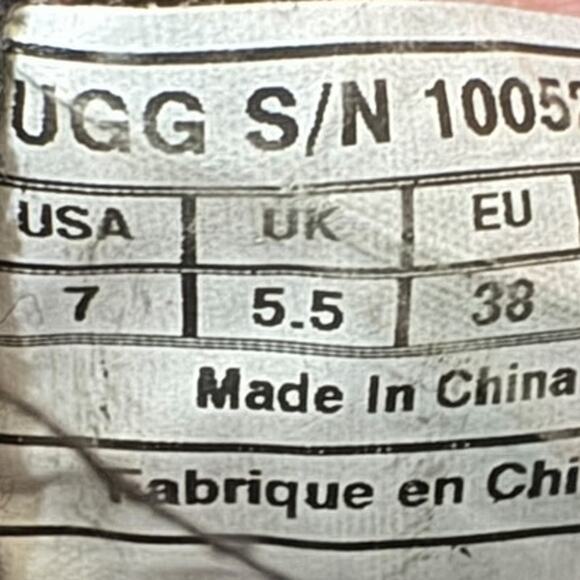 UGG S/N 1005
USA UK EU
7 5.5 38
Made In China
Fabrique en Chi